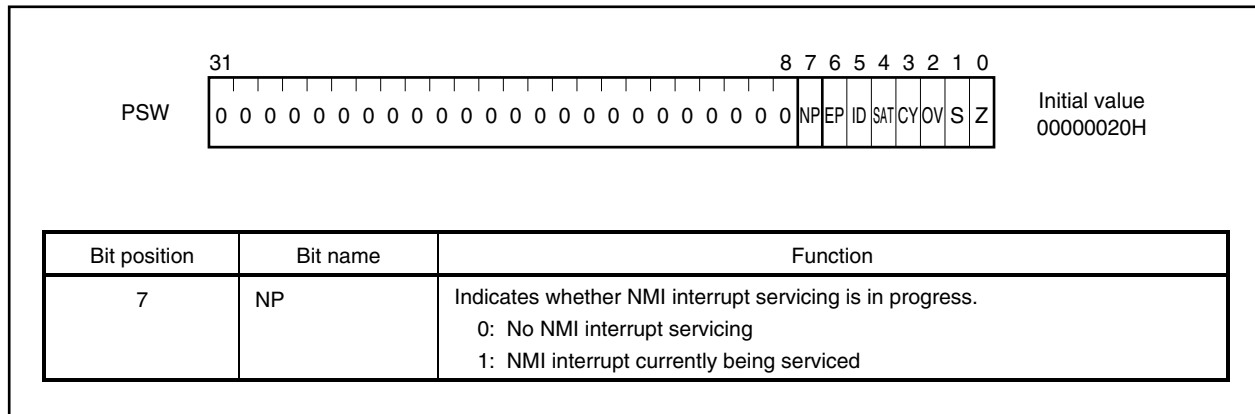 31 8 7 6 5 4 3 2 1 0
PSW 0 0 0 0 0 0 0 0 0 0 0 0 0 0 0 0 0 0 0 0 0 0 0 0 NP EP ID SAT CY OV S Z Initial value
00000020H
Bit position Bit name Function
7 NP Indicates whether NMI interrupt servicing is in progress.
0: No NMI interrupt servicing
1: NMI interrupt currently being serviced